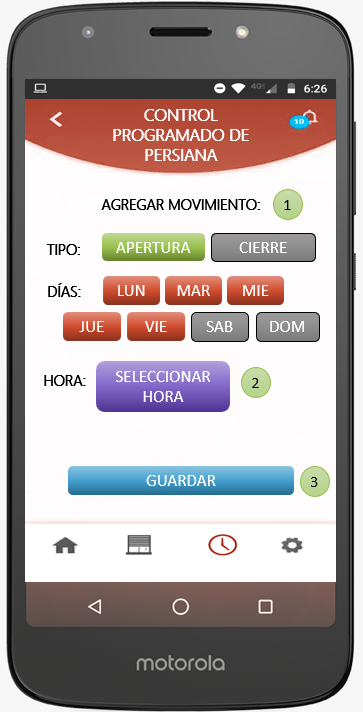 4G 6:26
CONTROL
PROGRAMADO DE
PERSIANA
10
AGREGAR MOVIMIENTO: 1
TIPO: APERTURA CIERRE
DÍAS: LUN MAR MIE
JUE VIE SAB DOM
HORA: SELECCIONAR
HORA
2
GUARDAR 3
motorola